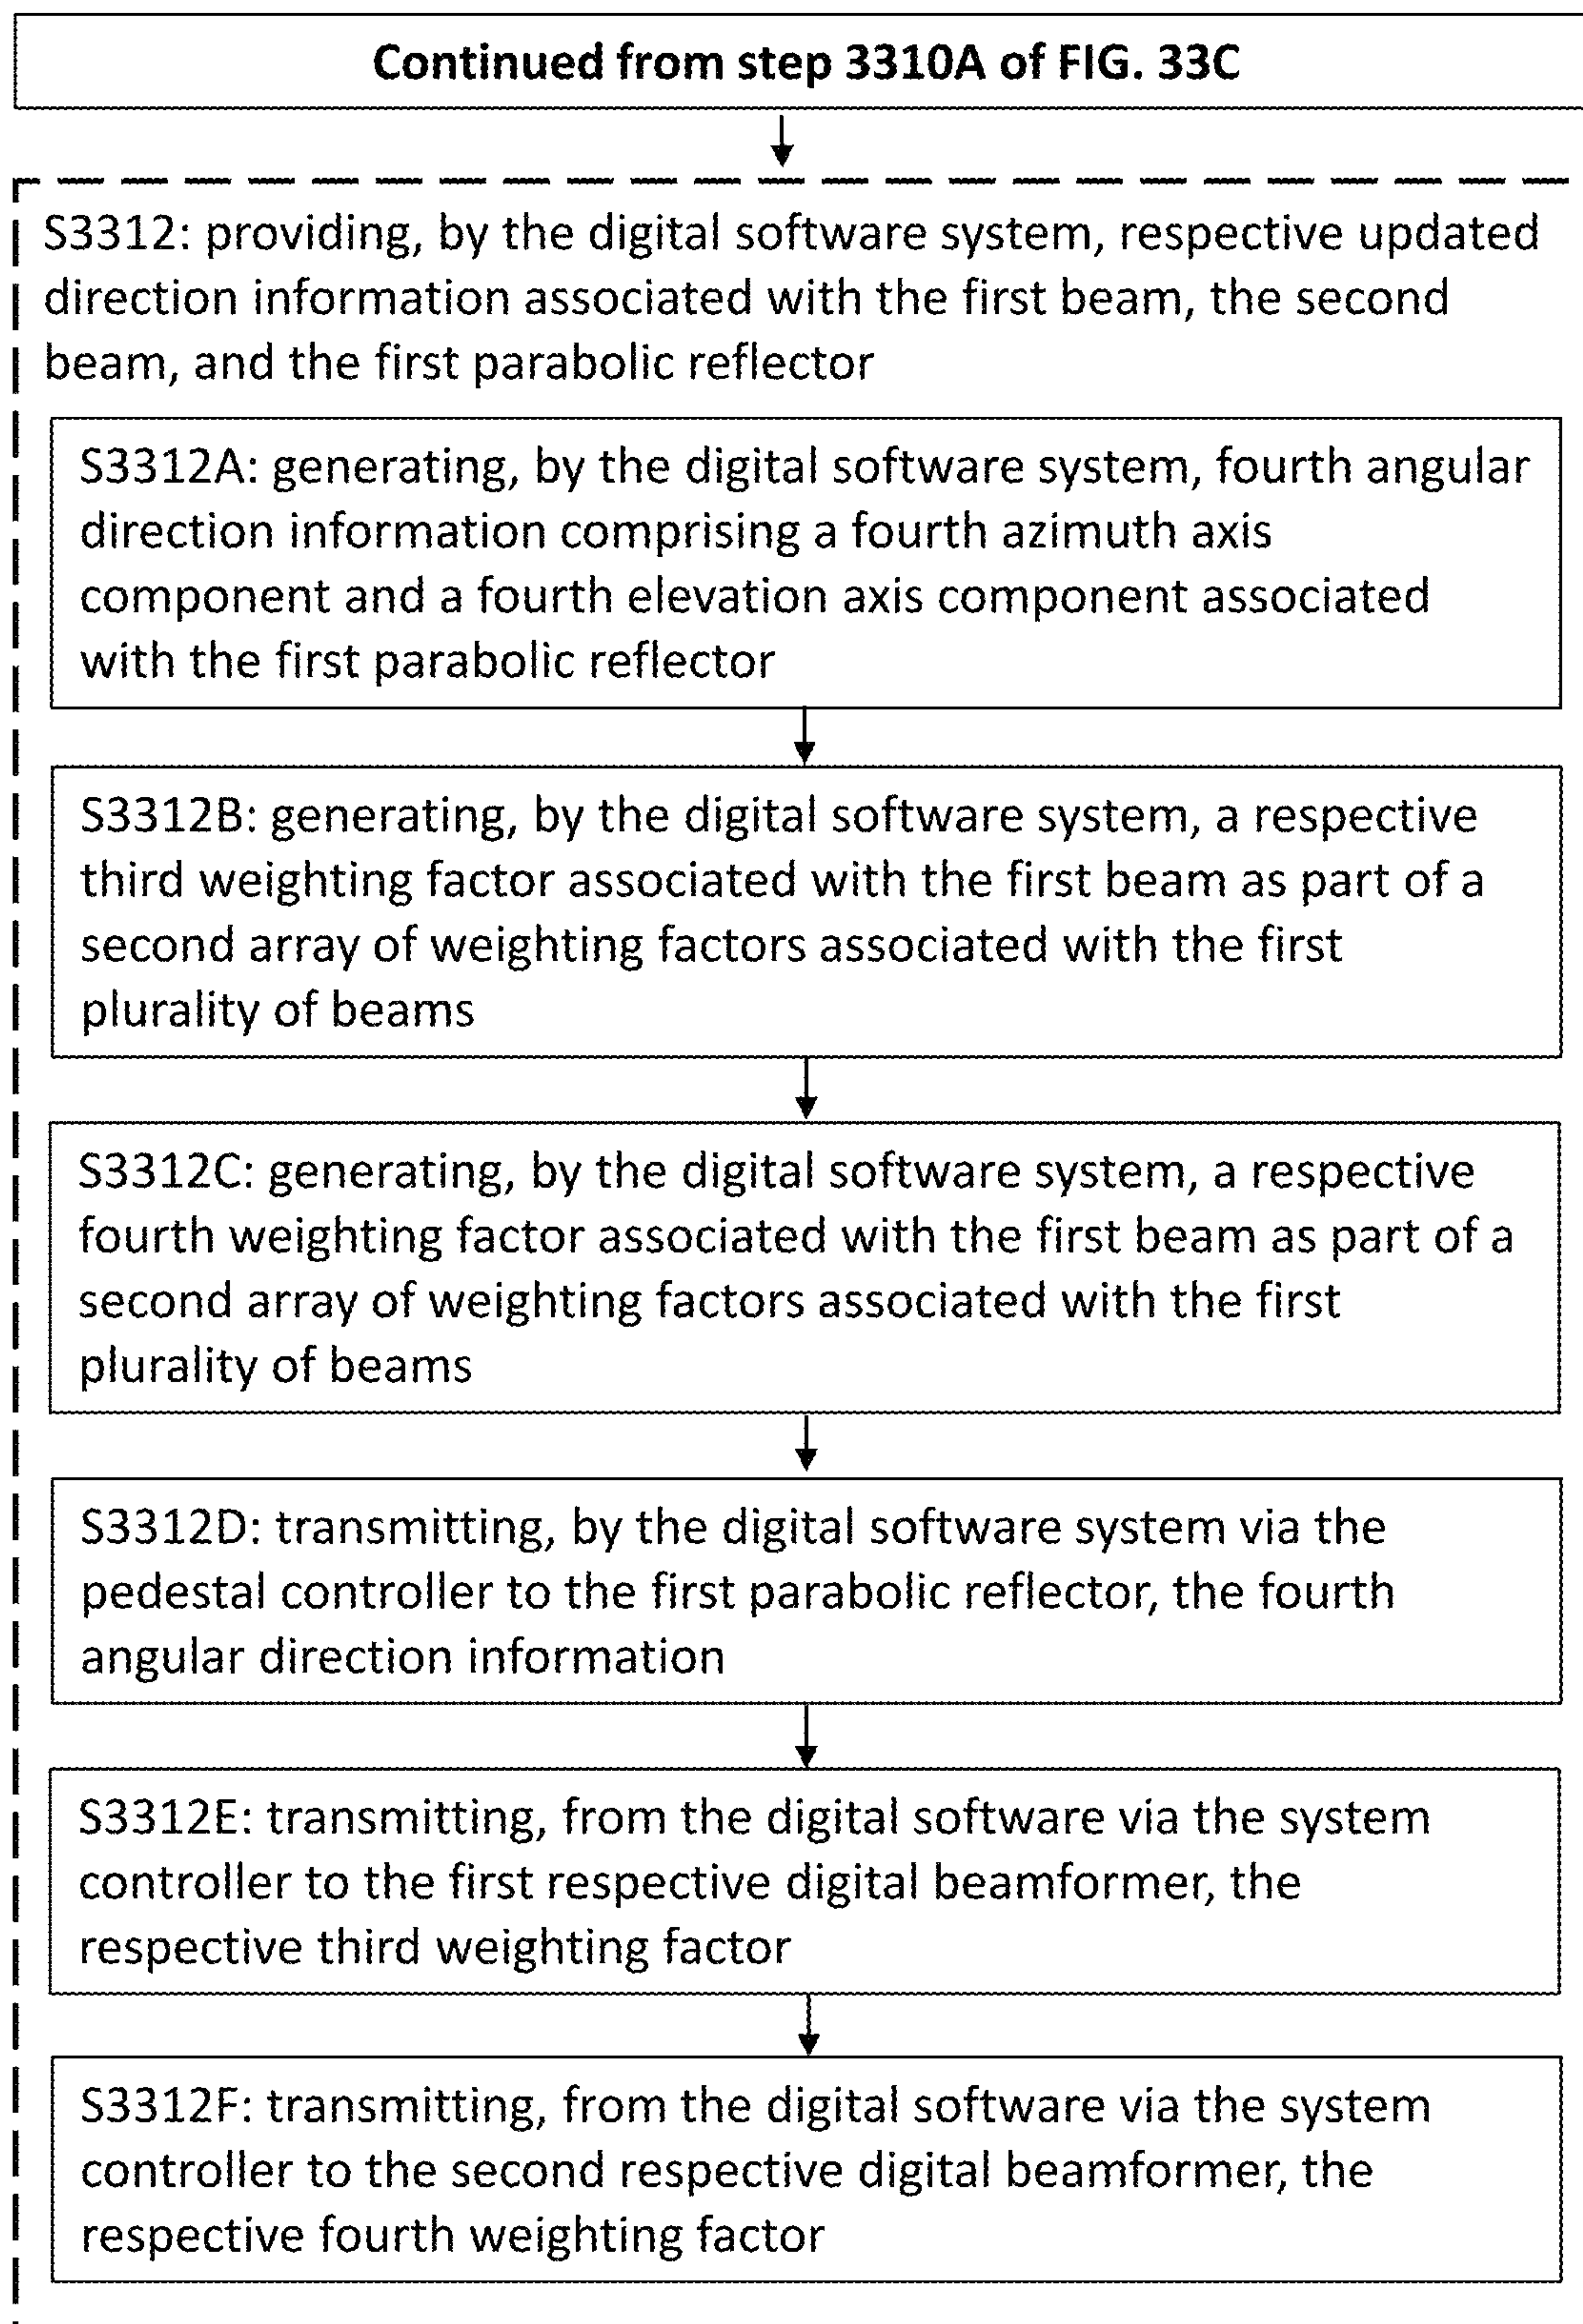 Continued from step 3310A of FIG. 33C
S3312: providing, by the digital software system, respective updated
direction information associated with the first beam, the second
beam, and the first parabolic reflector
S3312A: generating, by the digital software system, fourth angular
direction information comprising a fourth azimuth axis
component and a fourth elevation axis component associated
with the first parabolic reflector
S3312B: generating, by the digital software system, a respective
third weighting factor associated with the first beam as part of a
second array of weighting factors associated with the first
plurality of beams
S3312C: generating, by the digital software system, a respective
fourth weighting factor associated with the first beam as part of a
second array of weighting factors associated with the first
plurality of beams
S3312D: transmitting, by the digital software system via the
pedestal controller to the first parabolic reflector, the fourth
angular direction information
S3312E: transmitting, from the digital software via the system
controller to the first respective digital beamformer, the
respective third weighting factor
S3312F: transmitting, from the digital software via the system
controller to the second respective digital beamformer, the
respective fourth weighting factor